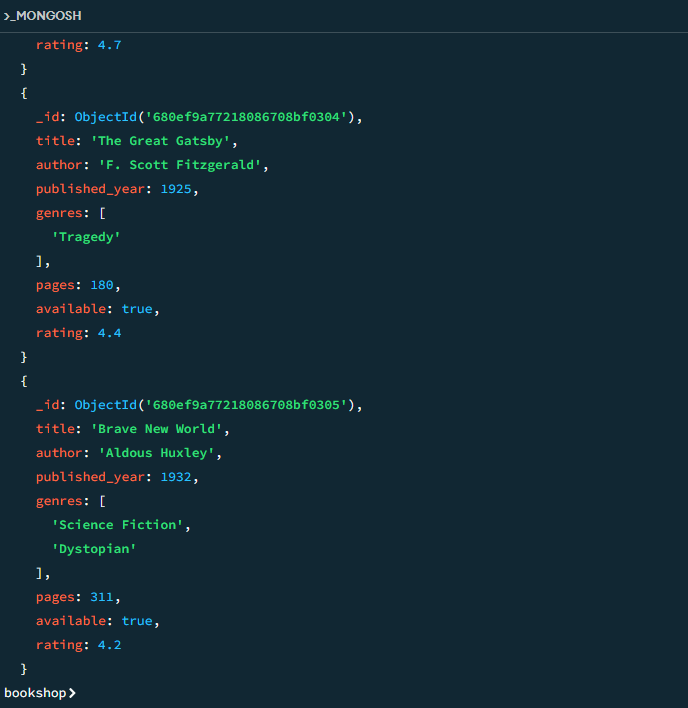 >_MONGOSH
rating: 4.7
}
{
_id: ObjectId('680ef9a77218086708bf0304'),
title: 'The Great Gatsby',
author: 'F. Scott Fitzgerald',
published_year: 1925,
genres: [
'Tragedy'
],
pages: 180,
available: true,
rating: 4.4
}
{
_id: ObjectId('680ef9a77218086708bf0305'),
title: 'Brave New World',
author: 'Aldous Huxley',
published_year: 1932,
genres: [
'Science Fiction',
'Dystopian'
],
pages: 311,
available: true,
rating: 4.2
}
bookshop>